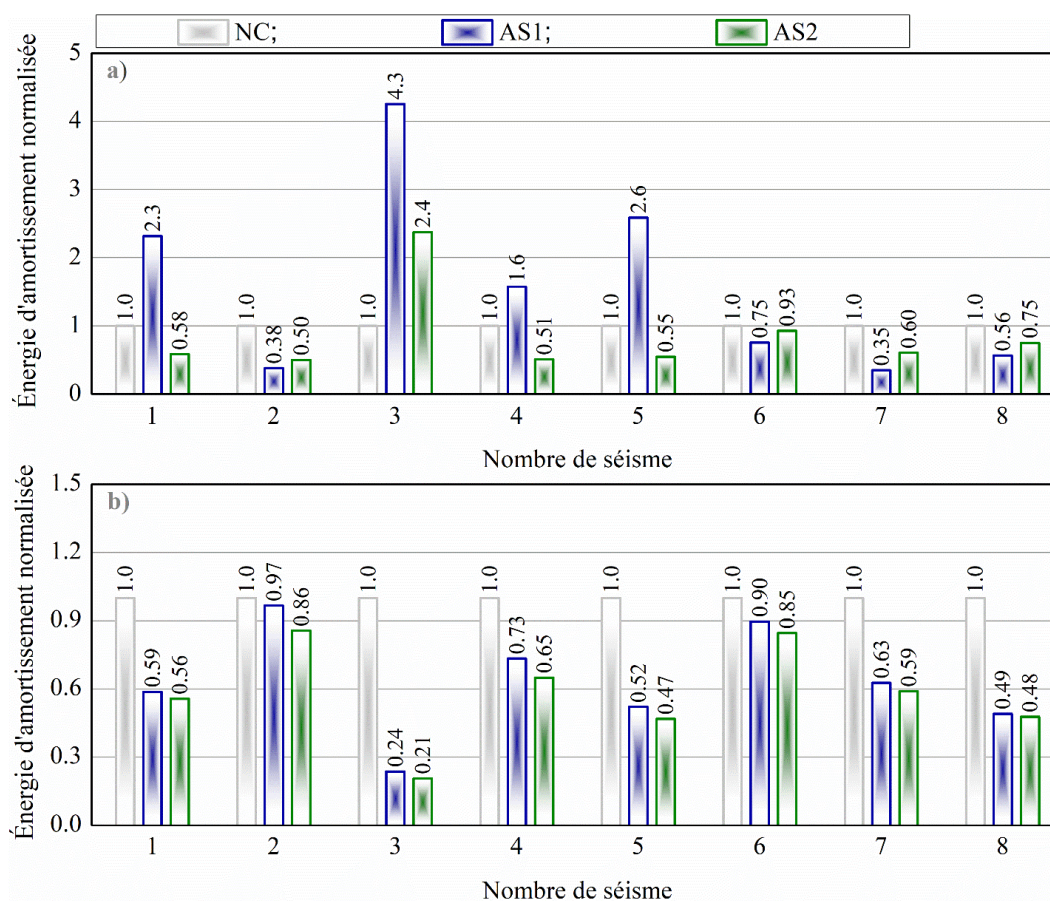 NC; AS1; AS2
a)
Énergie d'amortissement normalisée
5
4
3
2
1
0
1.0 2.3 0.58 1.0 0.38 0.50 1.0 4.3 2.4 1.0 1.6 0.51 1.0 2.6 0.55 1.0 0.75 0.93 1.0 0.35 0.60 1.0 0.56 0.75
1 2 3 4 5 6 7 8
Nombre de séisme
b)
Énergie d'amortissement normalisée
1.5
1.2
0.9
0.6
0.3
0.0
1.0 0.59 0.56 1.0 0.97 0.86 1.0 0.24 0.21 1.0 0.73 0.65 1.0 0.52 0.47 1.0 0.90 0.85 1.0 0.63 0.59 1.0 0.49 0.48
1 2 3 4 5 6 7 8
Nombre de séisme